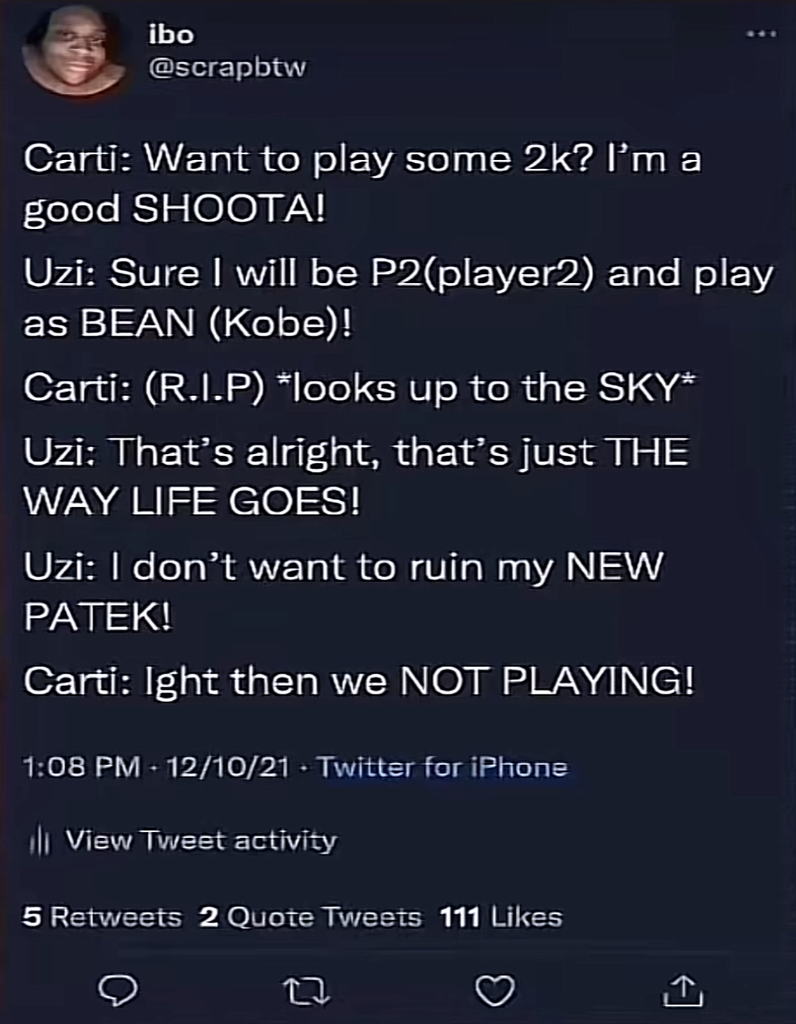 ibo
@scrapbtw
Carti: Want to play some 2k? I'm a
good SHOOTA!
Uzi: Sure I will be P2(player2) and play
as BEAN (Kobe)!
Carti: (R.I.P) *looks up to the SKY*
Uzi: That's alright, that's just THE
WAY LIFE GOES!
Uzi: I don't want to ruin my NEW
PATEK!
Carti: Ight then we NOT PLAYING!
1:08 PM · 12/10/21 · Twitter for iPhone
View Tweet activity
5 Retweets 2 Quote Tweets 111 Likes